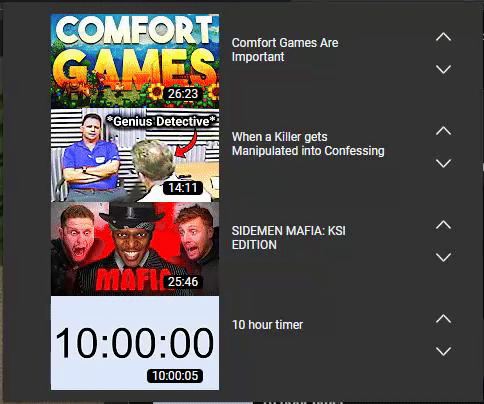 COMFORT
GAMES
26:23
Comfort Games Are
Important
*Genius Detective*
14:11
When a Killer gets
Manipulated into Confessing
MAFIA
25:46
SIDEMEN MAFIA: KSI
EDITION
10:00:00
10:00:05
10 hour timer